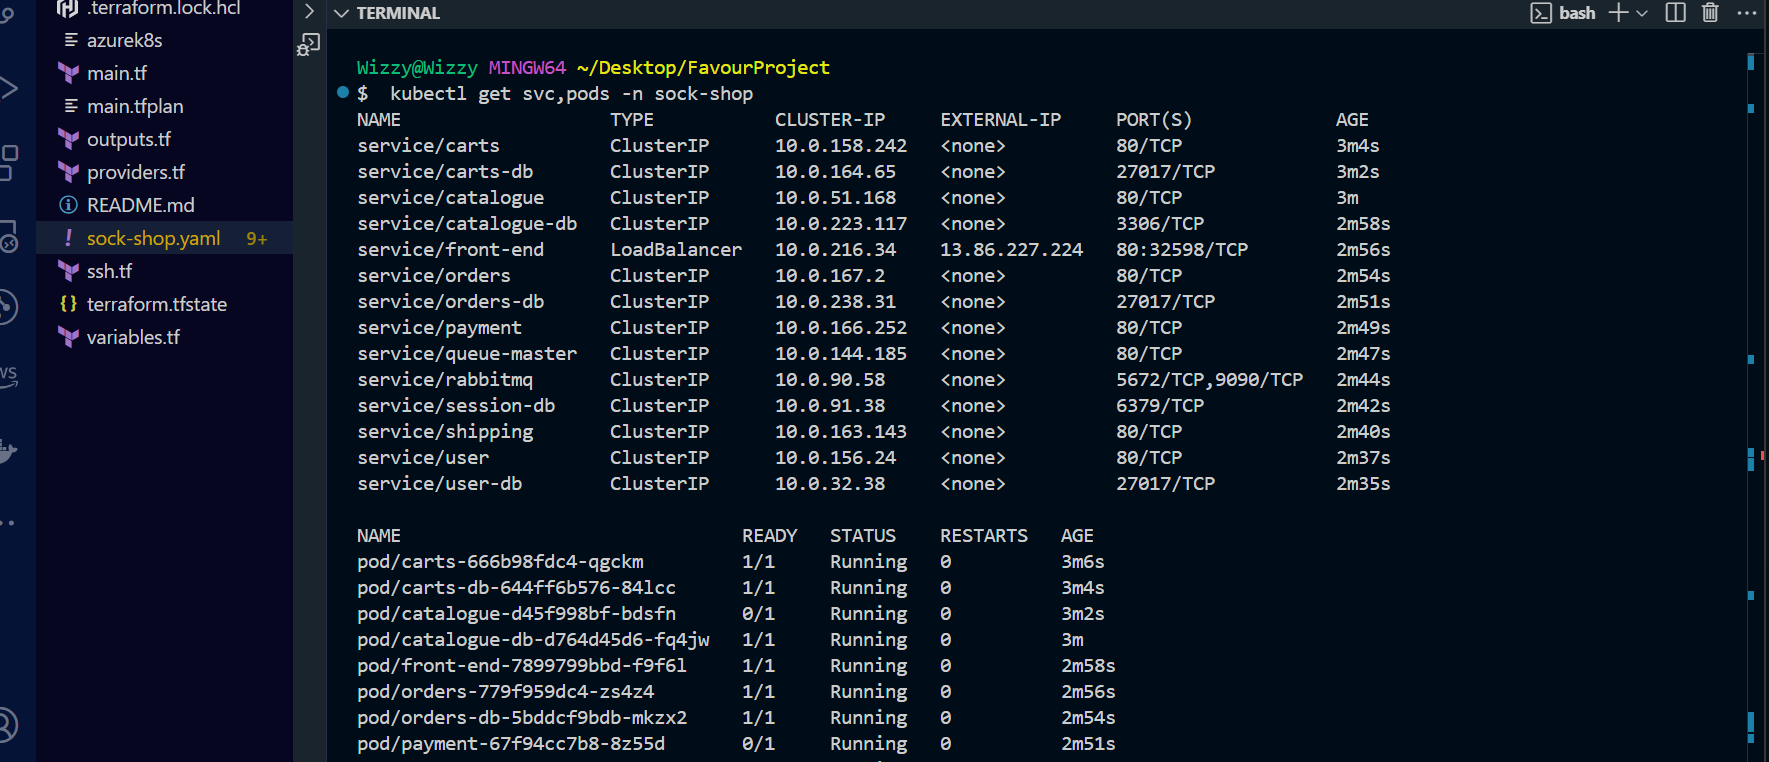 .terraform.lock.hcl
azurek8s
main.tf
main.tfplan
outputs.tf
providers.tf
README.md
sock-shop.yaml 9+
ssh.tf
terraform.tfstate
variables.tf
TERMINAL
bash
Wizzy@Wizzy MINGW64 ~/Desktop/FavourProject
$ kubectl get svc,pods -n sock-shop
NAME TYPE CLUSTER-IP EXTERNAL-IP PORT(S) AGE
service/carts ClusterIP 10.0.158.242 <none> 80/TCP 3m4s
service/carts-db ClusterIP 10.0.164.65 <none> 27017/TCP 3m2s
service/catalogue ClusterIP 10.0.51.168 <none> 80/TCP 3m
service/catalogue-db ClusterIP 10.0.223.117 <none> 3306/TCP 2m58s
service/front-end LoadBalancer 10.0.216.34 13.86.227.224 80:32598/TCP 2m56s
service/orders ClusterIP 10.0.167.2 <none> 80/TCP 2m54s
service/orders-db ClusterIP 10.0.238.31 <none> 27017/TCP 2m51s
service/payment ClusterIP 10.0.166.252 <none> 80/TCP 2m49s
service/queue-master ClusterIP 10.0.144.185 <none> 80/TCP 2m47s
service/rabbitmq ClusterIP 10.0.90.58 <none> 5672/TCP,9090/TCP 2m44s
service/session-db ClusterIP 10.0.91.38 <none> 6379/TCP 2m42s
service/shipping ClusterIP 10.0.163.143 <none> 80/TCP 2m40s
service/user ClusterIP 10.0.156.24 <none> 80/TCP 2m37s
service/user-db ClusterIP 10.0.32.38 <none> 27017/TCP 2m35s
NAME READY STATUS RESTARTS AGE
pod/carts-666b98fdc4-qgckm 1/1 Running 0 3m6s
pod/carts-db-644ff6b576-84lcc 1/1 Running 0 3m4s
pod/catalogue-d45f998bf-bdsfn 0/1 Running 0 3m2s
pod/catalogue-db-d764d45d6-fq4jw 1/1 Running 0 3m
pod/front-end-7899799bbd-f9f6l 1/1 Running 0 2m58s
pod/orders-779f959dc4-zs4z4 1/1 Running 0 2m56s
pod/orders-db-5bddcf9bdb-mkzx2 1/1 Running 0 2m54s
pod/payment-67f94cc7b8-8z55d 0/1 Running 0 2m51s